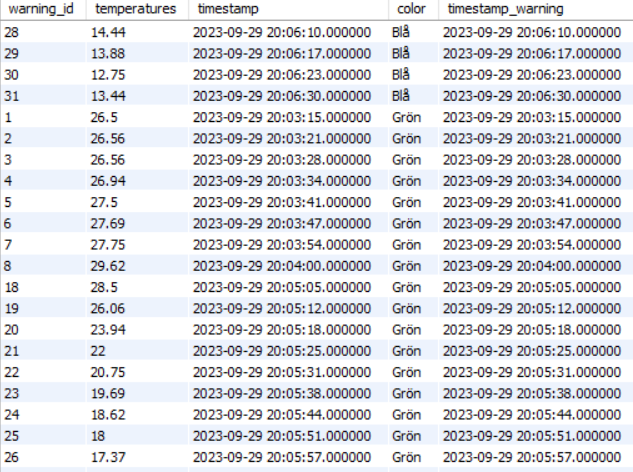 warning_id temperatures timestamp color timestamp_warning
28 14.44 2023-09-29 20:06:10.000000 Blå 2023-09-29 20:06:10.000000
29 13.88 2023-09-29 20:06:17.000000 Blå 2023-09-29 20:06:17.000000
30 12.75 2023-09-29 20:06:23.000000 Blå 2023-09-29 20:06:23.000000
31 13.44 2023-09-29 20:06:30.000000 Blå 2023-09-29 20:06:30.000000
1 26.5 2023-09-29 20:03:15.000000 Grön 2023-09-29 20:03:15.000000
2 26.56 2023-09-29 20:03:21.000000 Grön 2023-09-29 20:03:21.000000
3 26.56 2023-09-29 20:03:28.000000 Grön 2023-09-29 20:03:28.000000
4 26.94 2023-09-29 20:03:34.000000 Grön 2023-09-29 20:03:34.000000
5 27.5 2023-09-29 20:03:41.000000 Grön 2023-09-29 20:03:41.000000
6 27.69 2023-09-29 20:03:47.000000 Grön 2023-09-29 20:03:47.000000
7 27.75 2023-09-29 20:03:54.000000 Grön 2023-09-29 20:03:54.000000
8 29.62 2023-09-29 20:04:00.000000 Grön 2023-09-29 20:04:00.000000
18 28.5 2023-09-29 20:05:05.000000 Grön 2023-09-29 20:05:05.000000
19 26.06 2023-09-29 20:05:12.000000 Grön 2023-09-29 20:05:12.000000
20 23.94 2023-09-29 20:05:18.000000 Grön 2023-09-29 20:05:18.000000
21 22 2023-09-29 20:05:25.000000 Grön 2023-09-29 20:05:25.000000
22 20.75 2023-09-29 20:05:31.000000 Grön 2023-09-29 20:05:31.000000
23 19.69 2023-09-29 20:05:38.000000 Grön 2023-09-29 20:05:38.000000
24 18.62 2023-09-29 20:05:44.000000 Grön 2023-09-29 20:05:44.000000
25 18 2023-09-29 20:05:51.000000 Grön 2023-09-29 20:05:51.000000
26 17.37 2023-09-29 20:05:57.000000 Grön 2023-09-29 20:05:57.000000